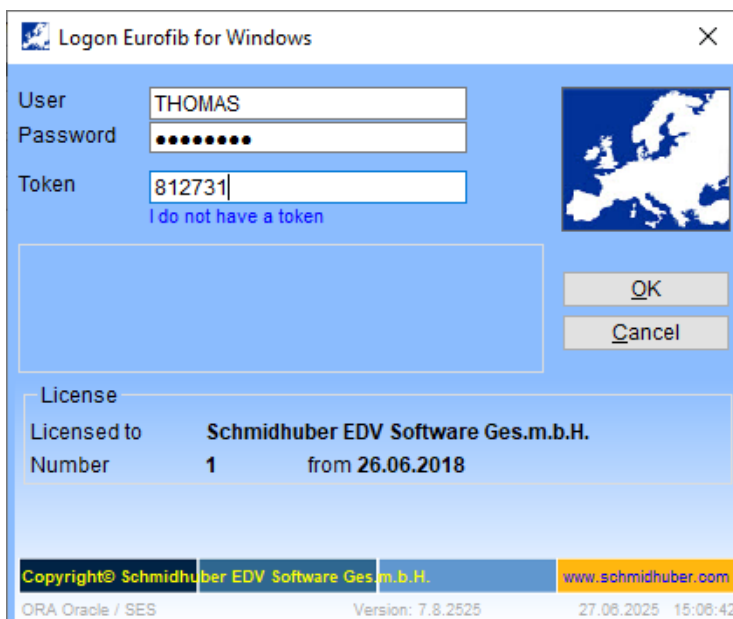 Logon Eurofib for Windows
User THOMAS
Password ●●●●●●●●
Token 812731
I do not have a token
OK
Cancel
License
Licensed to Schmidhuber EDV Software Ges.m.b.H.
Number 1 from 26.06.2018
Copyright© Schmidhuber EDV Software Ges.m.b.H. www.schmidhuber.com
ORA Oracle / SES Version: 7.8.2525 27.06.2025 15:06:42